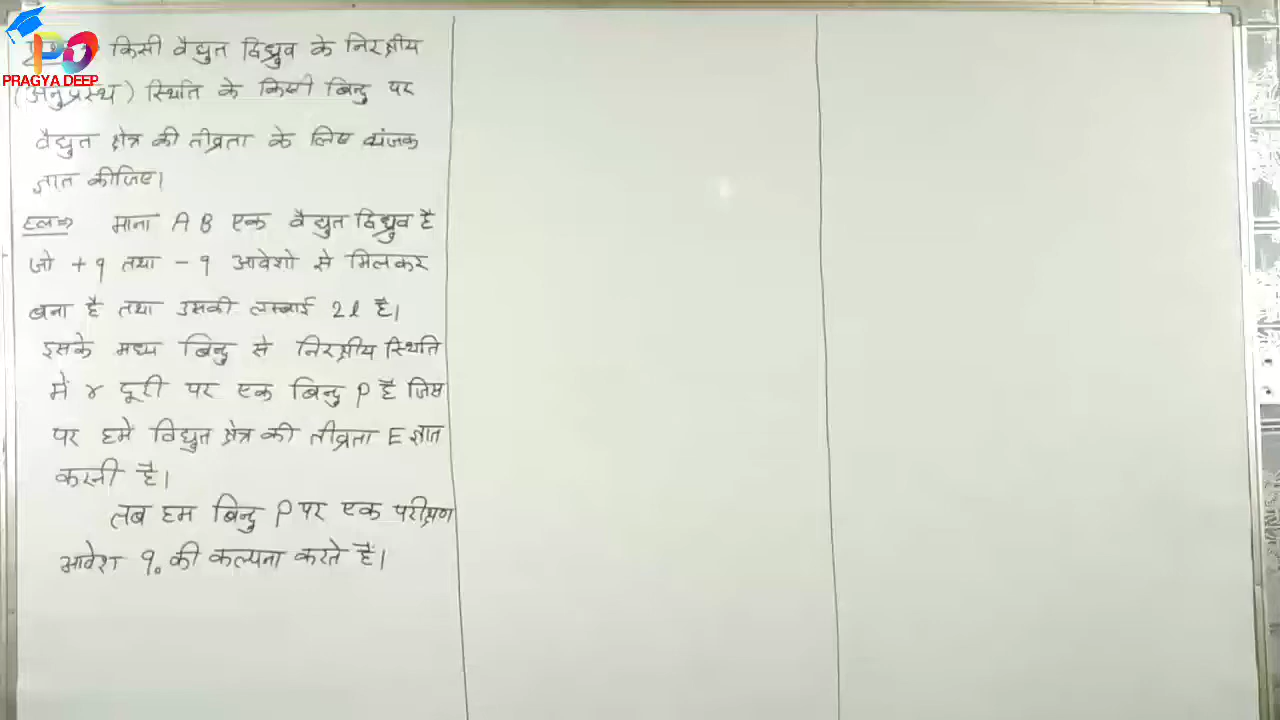 PRAGYA DEEP
किसी वैद्युत द्विध्रुव के निरक्षीय
(अनुप्रस्थ) स्थिति के किसी बिन्दु पर
वैद्युत क्षेत्र की तीव्रता के लिए व्यंजक
ज्ञात कीजिए।
हल⇒ माना A B एक वैद्युत द्विध्रुव है
जो +q तथा -q आवेशो से मिलकर
बना है तथा उसकी लम्बाई 2l है।
इसके मध्य बिन्दु से निरक्षीय स्थिति
में r दूरी पर एक बिन्दु P है जिस
पर हमे विद्युत क्षेत्र की तीव्रता E ज्ञात
करनी है।
तब हम बिन्दु P पर एक परीक्षण
आवेश q₀ की कल्पना करते हैं।